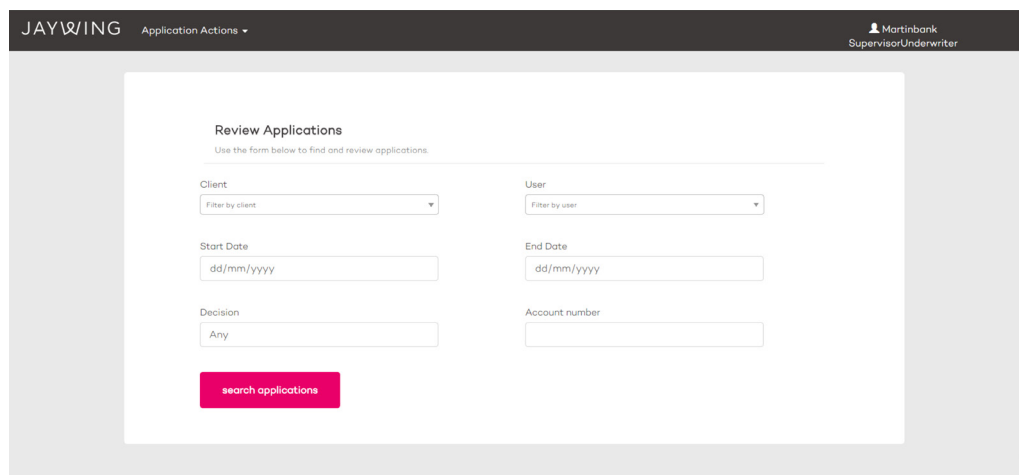 JAYWING
Application Actions
Martinbank
SupervisorUnderwriter
Review Applications
Use the form below to find and review applications.
Client
User
Filter by client
Filter by user
Start Date
End Date
dd/mm/yyyy
dd/mm/yyyy
Decision
Account number
Any
search applications